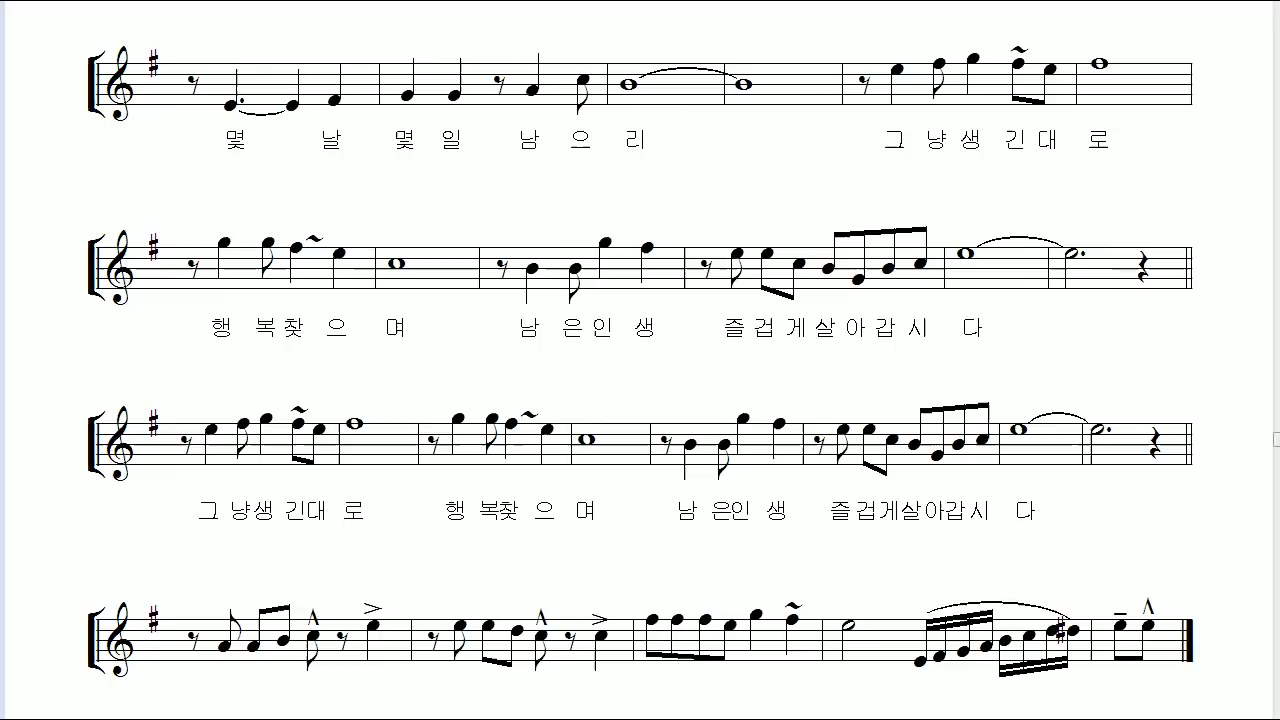 몇 날 몇 일 남 으 리 그 냥 생 긴 대 로
행 복 찾 으 며 남 은 인 생 즐 겁 게 살 아 갑 시 다
그 냥생 긴대 로 행 복찾 으 며 남 은인 생 즐 겁게살아갑시 다